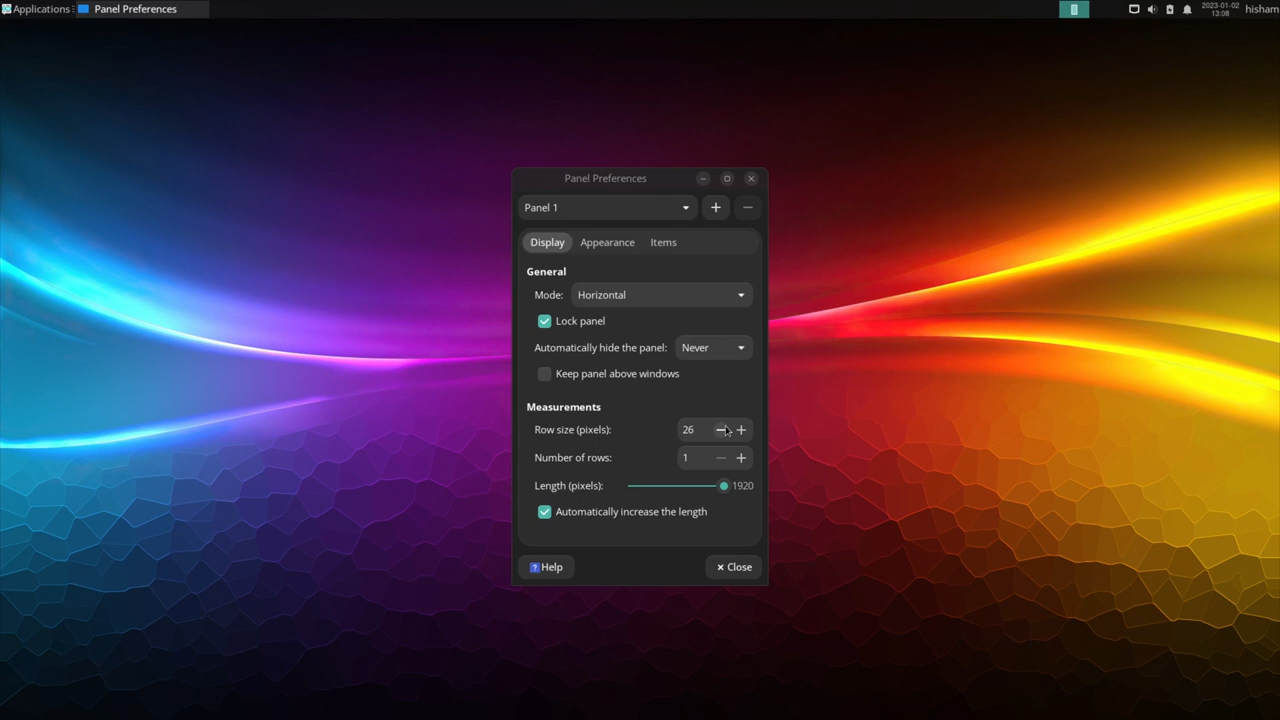 Applications
Panel Preferences
2023-01-02
13:08
hisham
Panel Preferences
Panel 1
Display Appearance Items
General
Mode: Horizontal
Lock panel
Automatically hide the panel: Never
Keep panel above windows
Measurements
Row size (pixels): 26
Number of rows: 1
Length (pixels): 1920
Automatically increase the length
? Help
Close